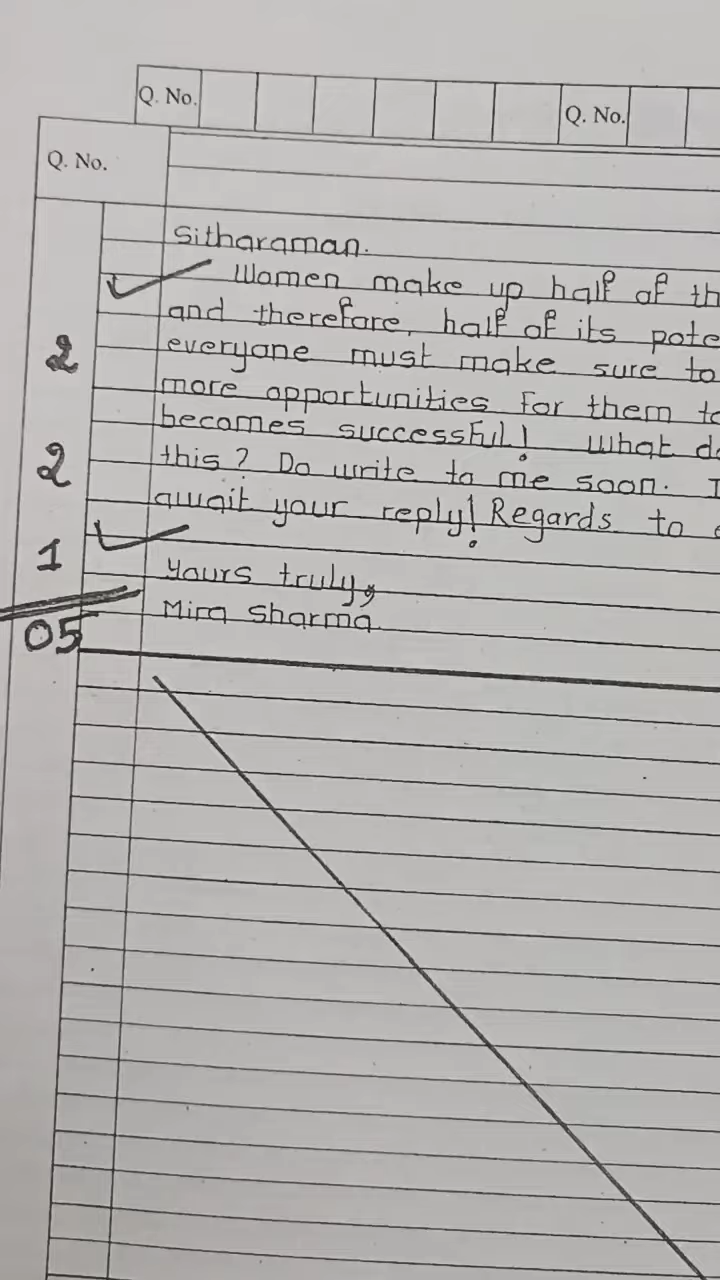 Q. No.
Q. No.
Q. No.
Sitharaman.
Women make up half of th
and therefore, half of its pote
everyone must make sure to
2
more opportunities for them to
becomes successful! What do
2
this? Do write to me soon. I
await your reply! Regards to
1
Yours truly,
Mira Sharma
05